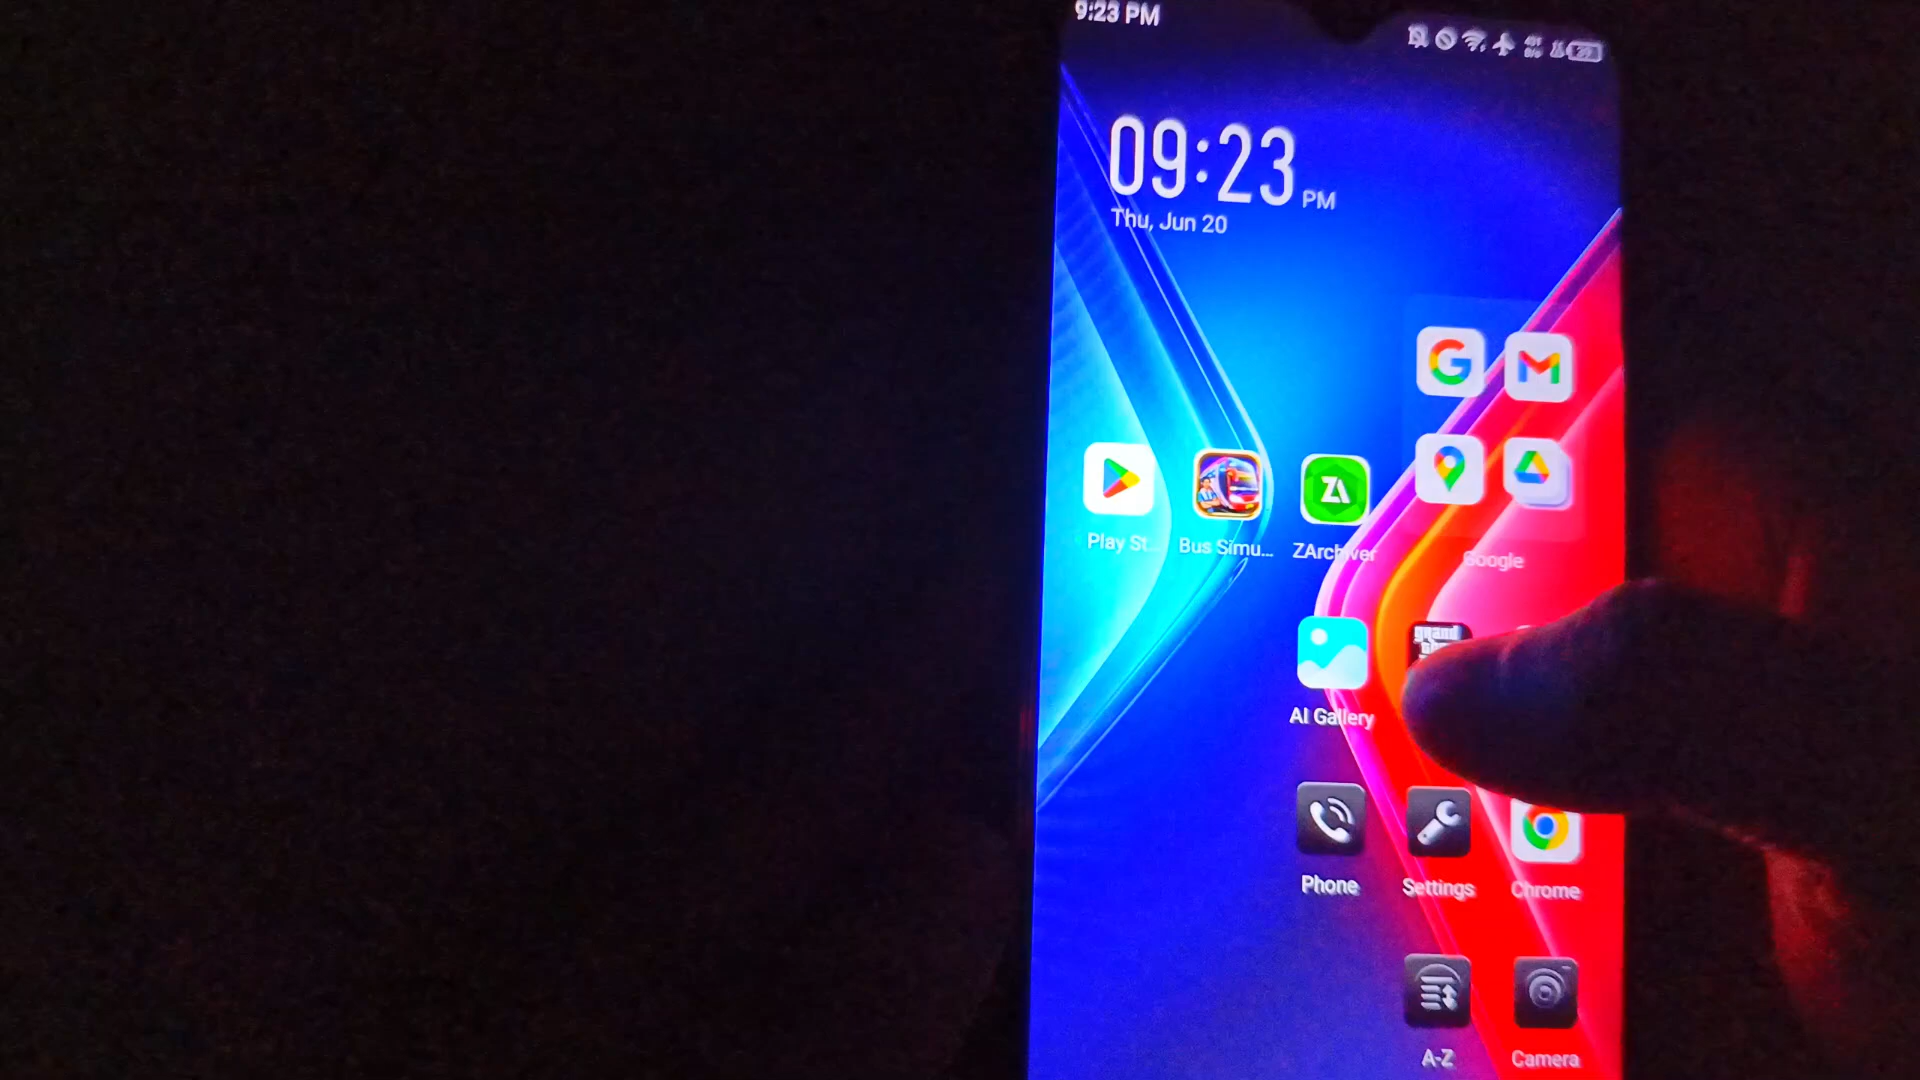 9:23 PM
09:23 PM
Thu, Jun 20
Play St...
Bus Simu...
ZArchiver
Google
grand
AI Gallery
Phone
Settings
Chrome
A-Z
Camera